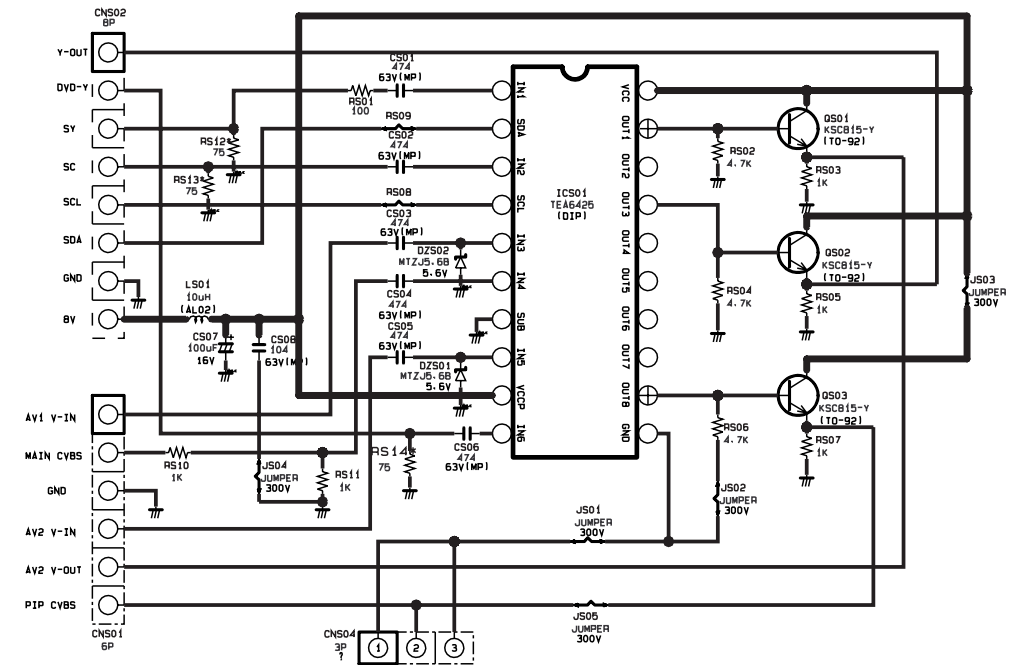 CNS02
8P
Y-OUT
DVD-Y
SY
SC
SCL
SDA
GND
8V
RS12*
75
RS13*
75
LS01
10uH
(AL02)
CS07
100uF
16V
+
CS08
104
63V(MP)
CS01
474
63V(MP)
RS01
100
RS09
CS02
474
63V(MP)
RS08
CS03
474
63V(MP)
DZS02
MTZJ5.6B
5.6V
CS04
474
63V(MP)
CS05
474
63V(MP)
DZS01
MTZJ5.6B
5.6V
CS06
474
63V(MP)
RS14*
75
IN1
SDA
IN2
SCL
IN3
IN4
SUB
IN5
VCCP
IN6
ICS01
TEA6425
(DIP)
VCC
OUT1
OUT2
OUT3
OUT4
OUT5
OUT6
OUT7
OUT8
GND
RS02
4.7K
QS01
KSC815-Y
(TO-92)
RS03
1K
RS04
4.7K
QS02
KSC815-Y
(TO-92)
RS05
1K
JS03
JUMPER
300V
RS06
4.7K
QS03
KSC815-Y
(TO-92)
RS07
1K
JS02
JUMPER
300V
AV1 V-IN
MAIN CVBS
GND
AV2 V-IN
AV2 V-OUT
PIP CVBS
CNS01
6P
RS10
1K
JS04
JUMPER
300V
RS11
1K
JS01
JUMPER
300V
JS05
JUMPER
300V
CNS04
3P
?
1
2
3